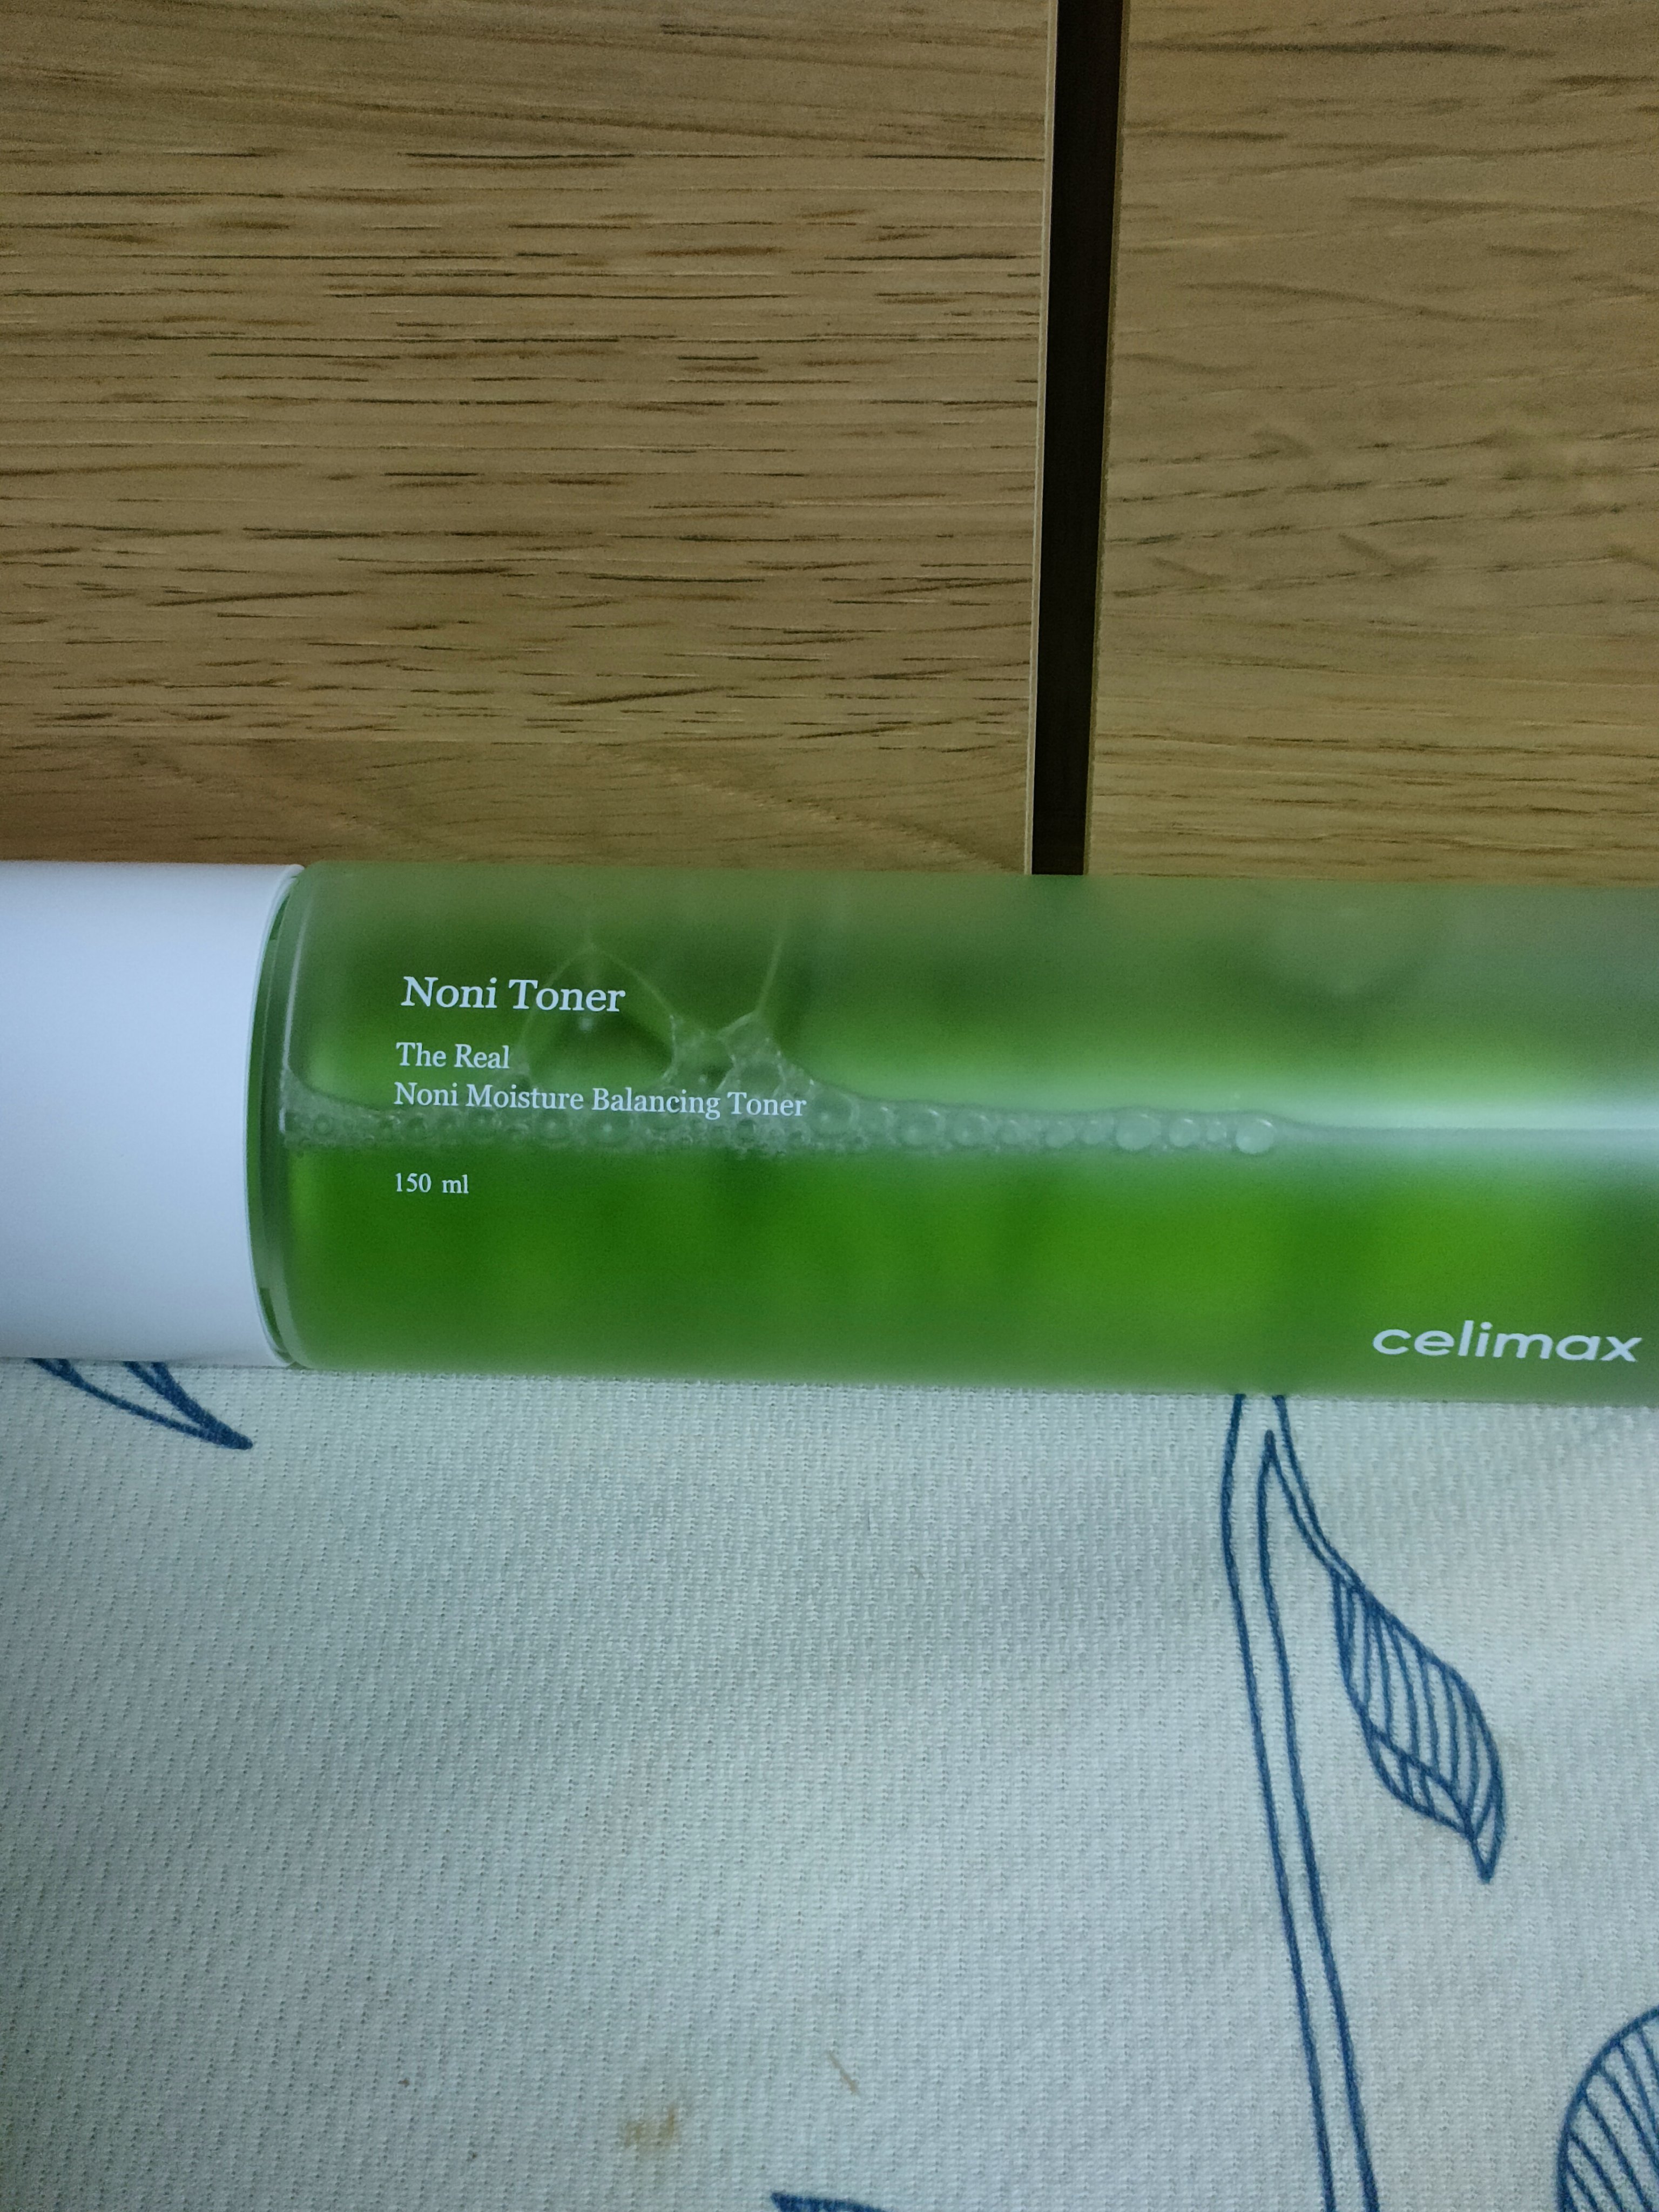 Noni Toner
The Real
Noni Moisture Balancing Toner
150 ml
celimax